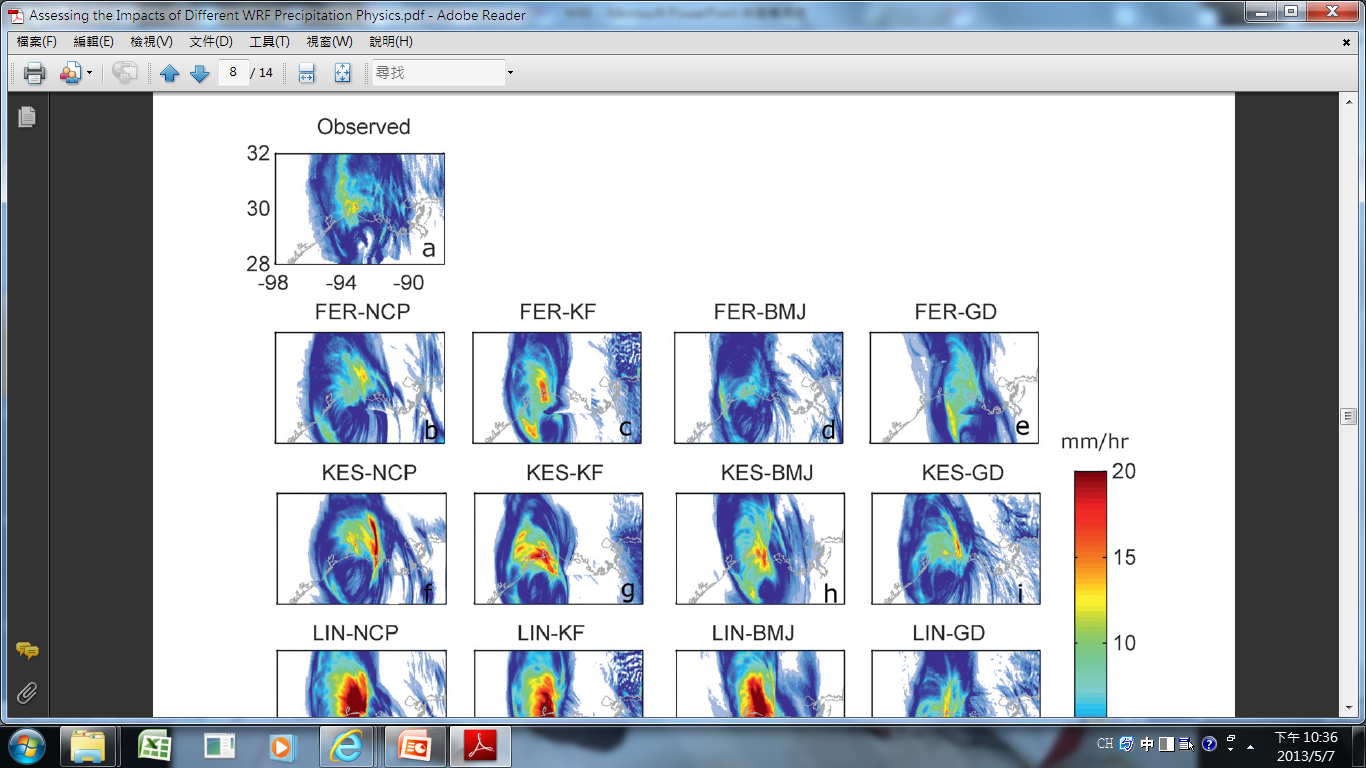 Assessing the Impacts of Different WRF Precipitation Physics.pdf - Adobe Reader
檔案(F) 編輯(E) 檢視(V) 文件(D) 工具(T) 視窗(W) 說明(H)
8 / 14 尋找
Observed
32
30
28
a
-98 -94 -90
FER-NCP FER-KF FER-BMJ FER-GD
b c d e
mm/hr
KES-NCP KES-KF KES-BMJ KES-GD
20
15
10
f g h i
LIN-NCP LIN-KF LIN-BMJ LIN-GD
CH 中 下午 10:36
2013/5/7